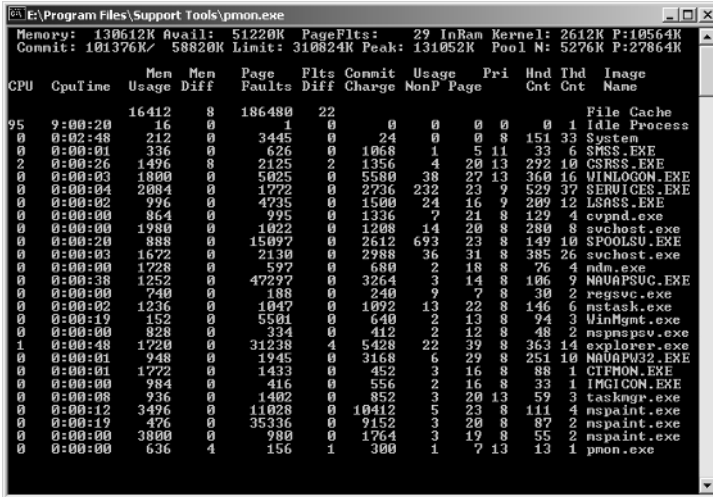 E:\Program Files\Support Tools\pmon.exe
Memory: 130612K Avail: 51220K PageFlts: 29 InRam Kernel: 2612K P:10564K
Commit: 101376K/ 58820K Limit: 310824K Peak: 131052K Pool N: 5276K P:27864K
Mem Mem Page Flts Commit Usage Pri Hnd Thd Image
CPU CpuTime Usage Diff Faults Diff Charge NonP Page Cnt Cnt Name
16412 8 186480 22 File Cache
95 9:00:20 16 0 1 0 0 0 0 0 0 1 Idle Process
0 0:02:48 212 0 3445 0 24 0 0 8 151 33 System
0 0:00:01 336 0 626 0 1068 1 5 11 33 6 SMSS.EXE
2 0:00:26 1496 8 2125 2 1356 4 20 13 292 10 CSRSS.EXE
0 0:00:03 1800 0 5025 0 5580 38 27 13 360 16 WINLOGON.EXE
0 0:00:04 2084 0 1772 0 2736 232 23 9 529 37 SERVICES.EXE
0 0:00:02 996 0 4735 0 1500 24 16 9 209 12 LSASS.EXE
0 0:00:00 864 0 995 0 1336 7 21 8 129 4 cvpnd.exe
0 0:00:00 1980 0 1022 0 1208 14 20 8 280 8 svchost.exe
0 0:00:20 888 0 15097 0 2612 693 23 8 149 10 SPOOLSV.EXE
0 0:00:03 1672 0 2130 0 2988 36 31 8 385 26 svchost.exe
0 0:00:00 1728 0 597 0 680 2 18 8 76 4 mdm.exe
0 0:00:38 1252 0 47297 0 3264 3 14 8 106 9 NAVAPSVC.EXE
0 0:00:00 740 0 188 0 240 9 7 8 30 2 regsvc.exe
0 0:00:02 1236 0 1047 0 1092 13 22 8 146 6 mstask.exe
0 0:00:19 152 0 5501 0 640 2 13 8 94 3 WinMgmt.exe
0 0:00:00 828 0 334 0 412 2 12 8 48 2 mspmspsv.exe
1 0:00:48 1720 0 31238 4 5428 22 39 8 363 14 explorer.exe
0 0:00:01 948 0 1945 0 3168 6 29 8 251 10 NAVAPW32.EXE
0 0:00:01 1772 0 1433 0 452 3 16 8 88 1 CTFMON.EXE
0 0:00:00 984 0 416 0 556 2 16 8 33 1 IMGICON.EXE
0 0:00:08 936 0 1402 0 852 3 20 13 59 3 taskmgr.exe
0 0:00:12 3496 0 11028 0 10412 5 23 8 111 4 mspaint.exe
0 0:00:19 476 0 35336 0 9152 3 20 8 87 2 mspaint.exe
0 0:00:00 3800 0 980 0 1764 3 19 8 55 2 mspaint.exe
0 0:00:00 636 4 156 1 300 1 7 13 13 1 pmon.exe